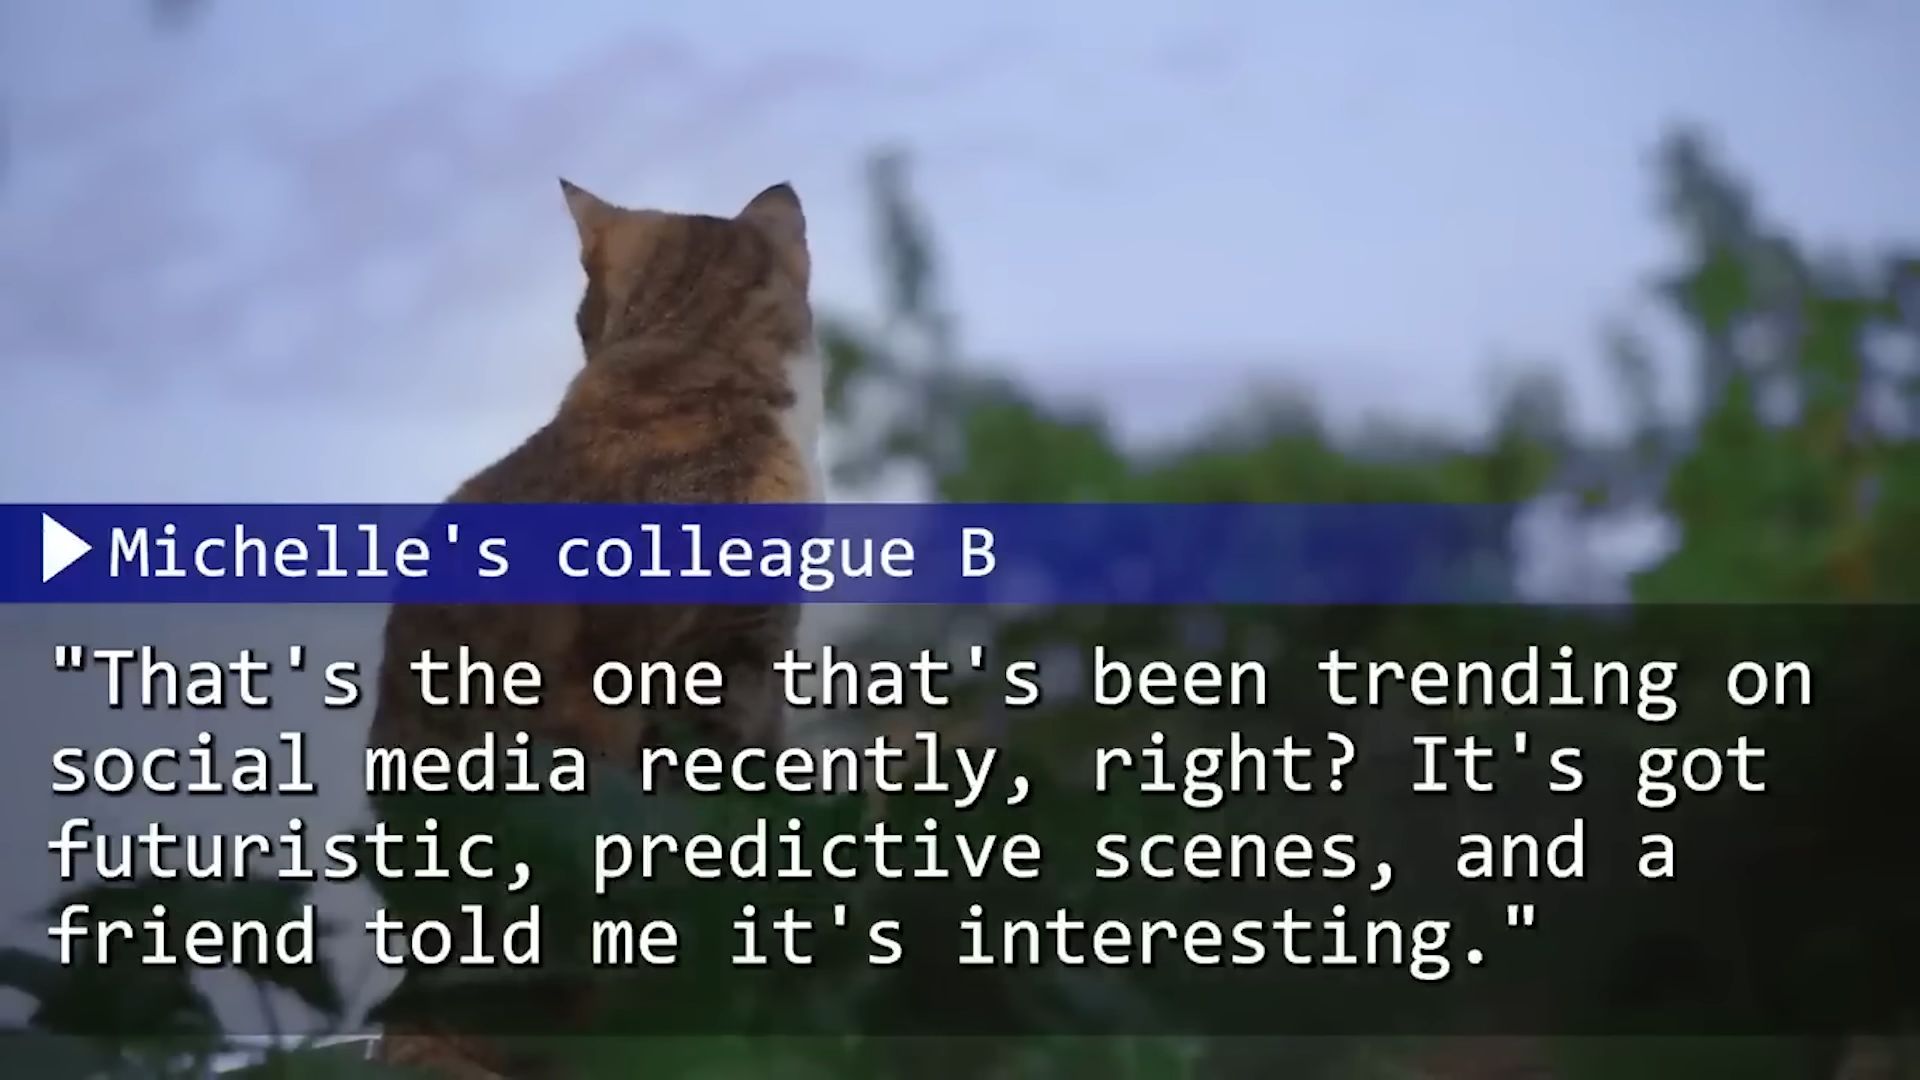 Michelle's colleague B
"That's the one that's been trending on
social media recently, right? It's got
futuristic, predictive scenes, and a
friend told me it's interesting."